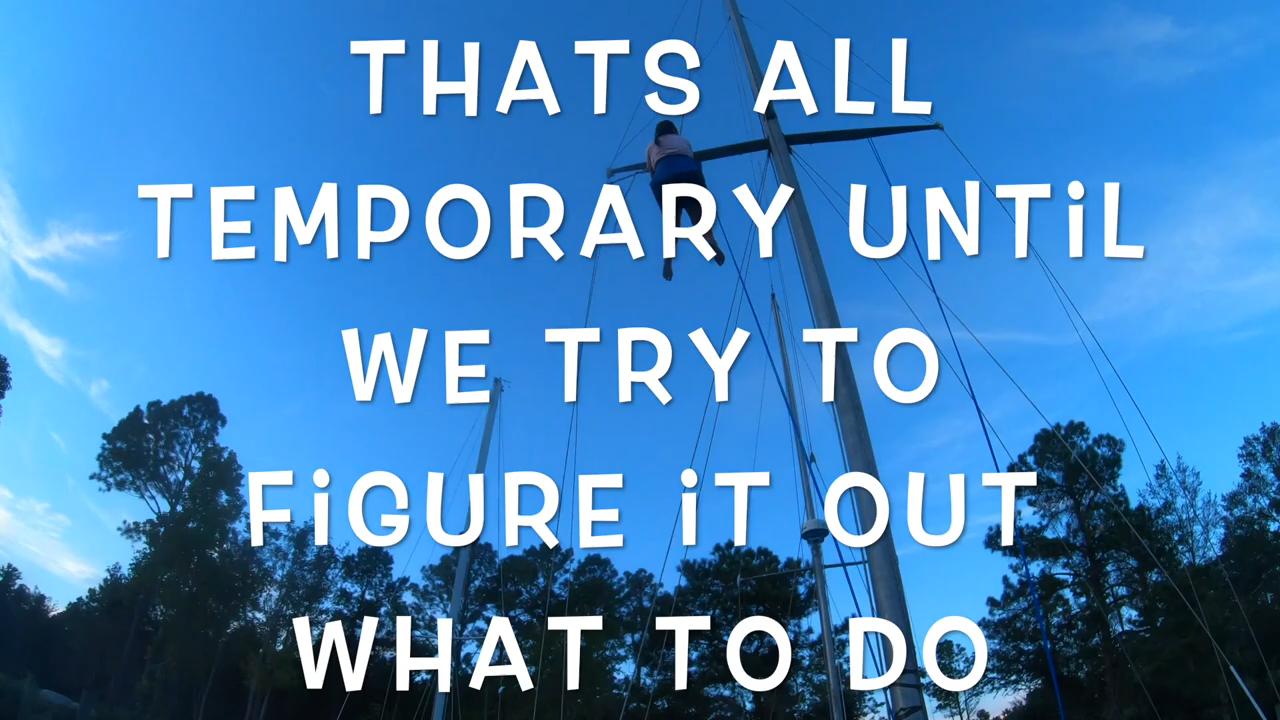 THATS ALL
TEMPORARY UNTiL
WE TRY TO
FiGURE iT OUT
WHAT TO DO